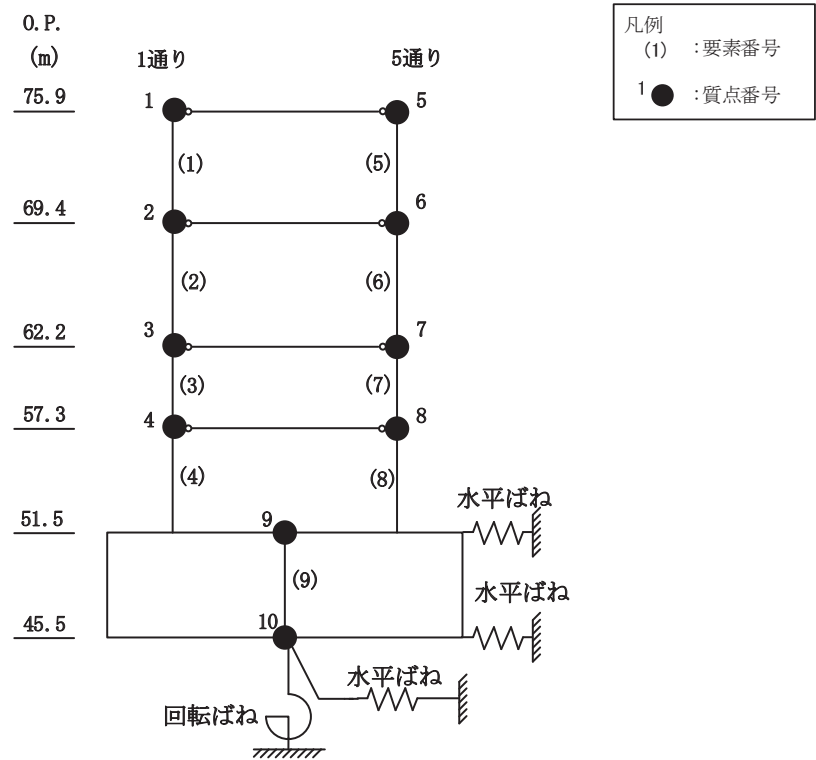 O.P.
(m)
1通り
5通り
凡例
(1) :要素番号
1 :質点番号
75.9
1
5
(1)
(5)
69.4
2
6
(2)
(6)
62.2
3
7
(3)
(7)
57.3
4
8
(4)
(8)
水平ばね
51.5
9
(9)
水平ばね
45.5
10
水平ばね
回転ばね